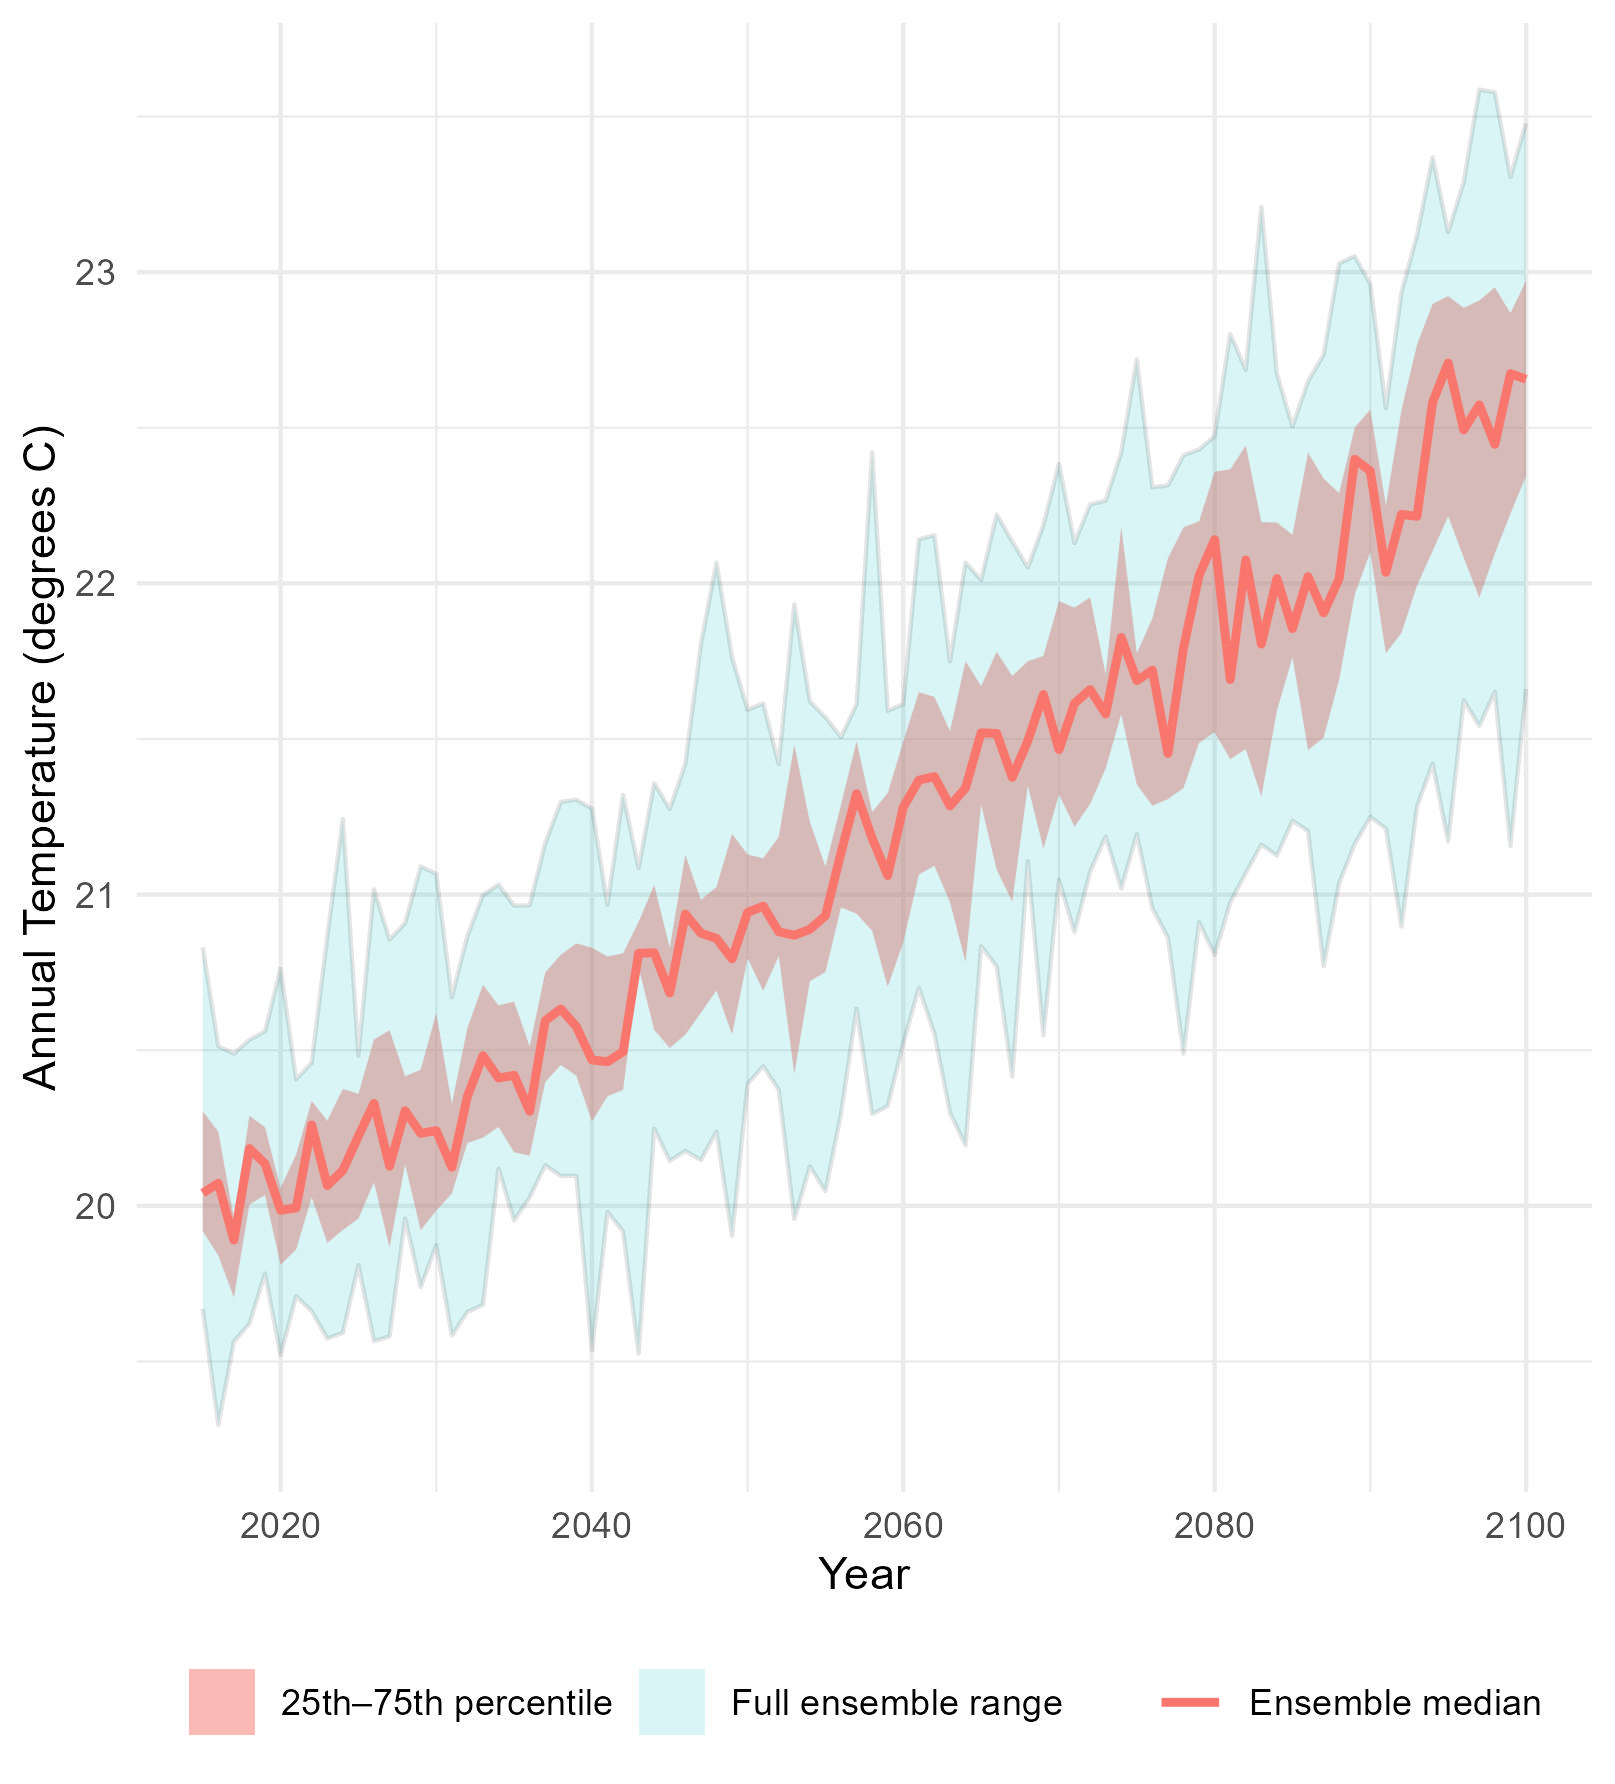 Annual Temperature (degrees C)
23
22
21
20
2020 2040 2060 2080 2100
Year
25th–75th percentile Full ensemble range Ensemble median